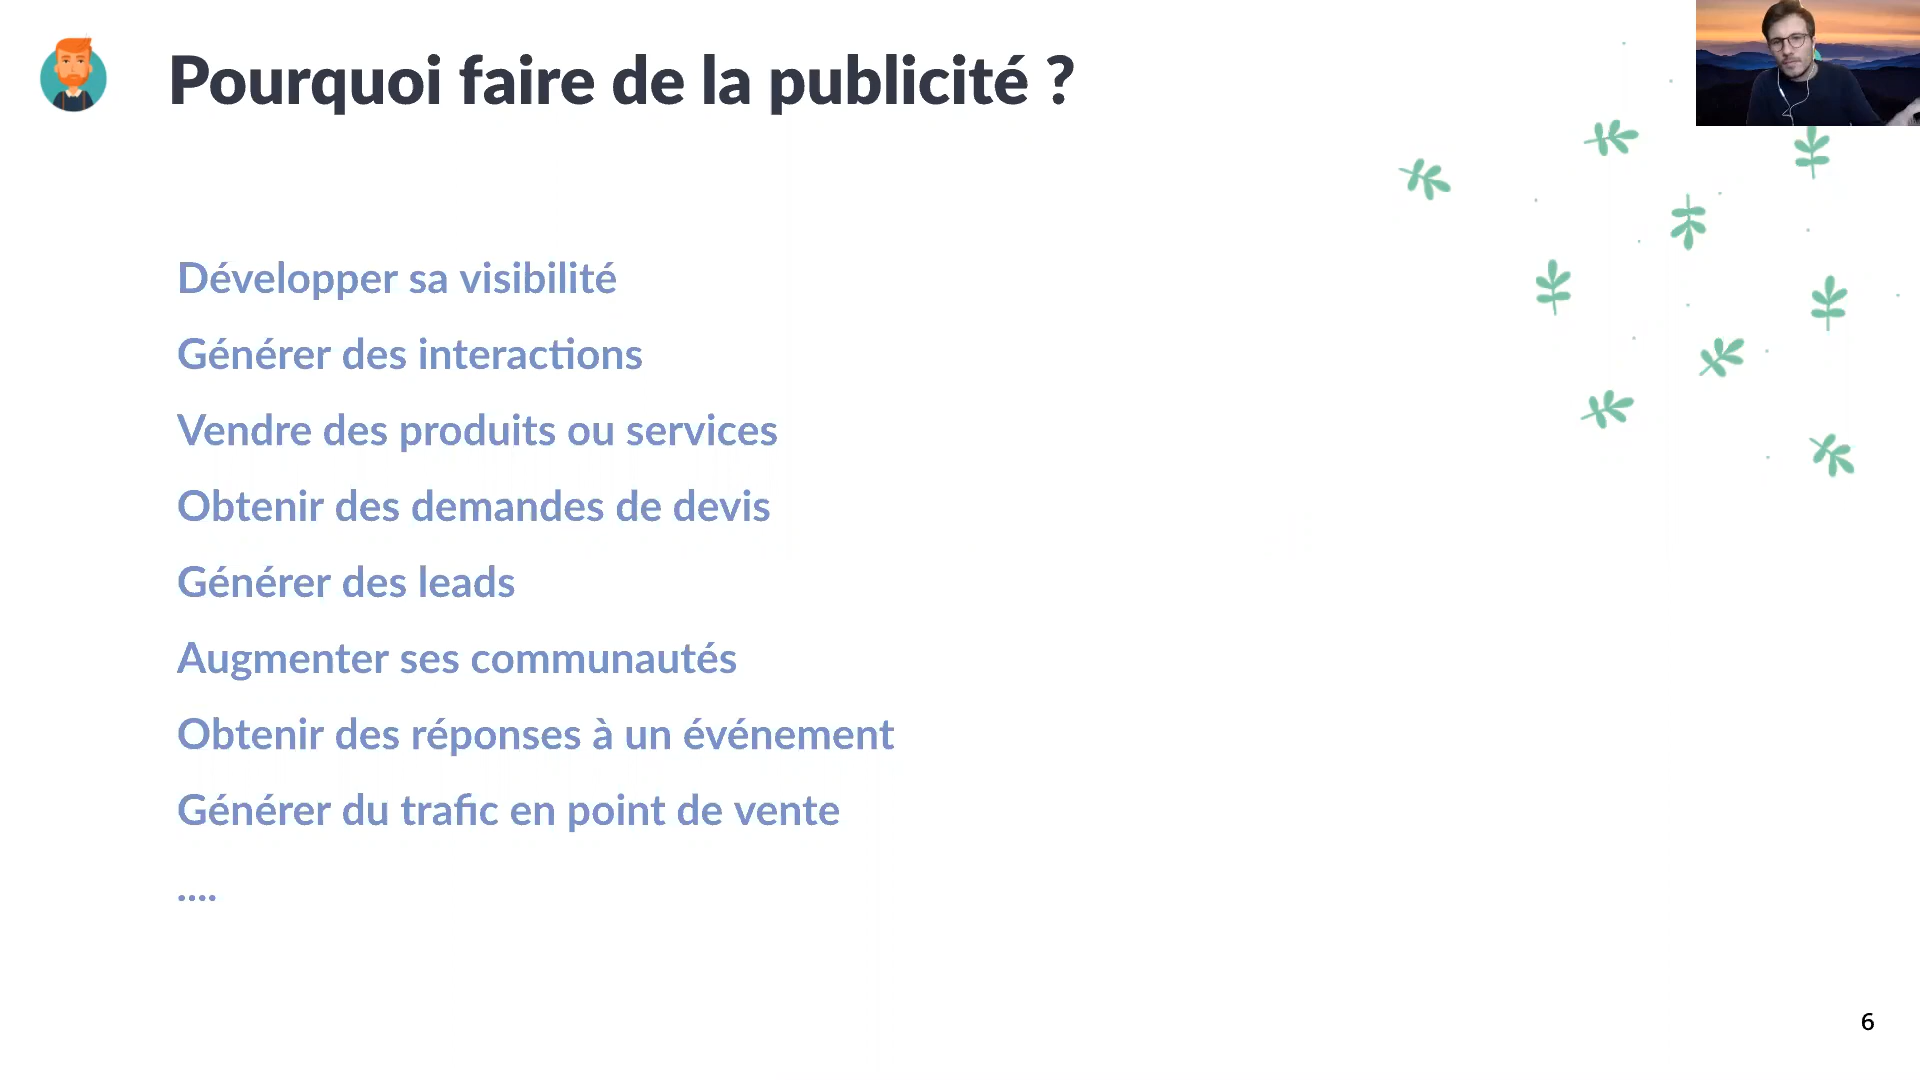 Pourquoi faire de la publicité ?
Développer sa visibilité
Générer des interactions
Vendre des produits ou services
Obtenir des demandes de devis
Générer des leads
Augmenter ses communautés
Obtenir des réponses à un événement
Générer du trafic en point de vente
....
6